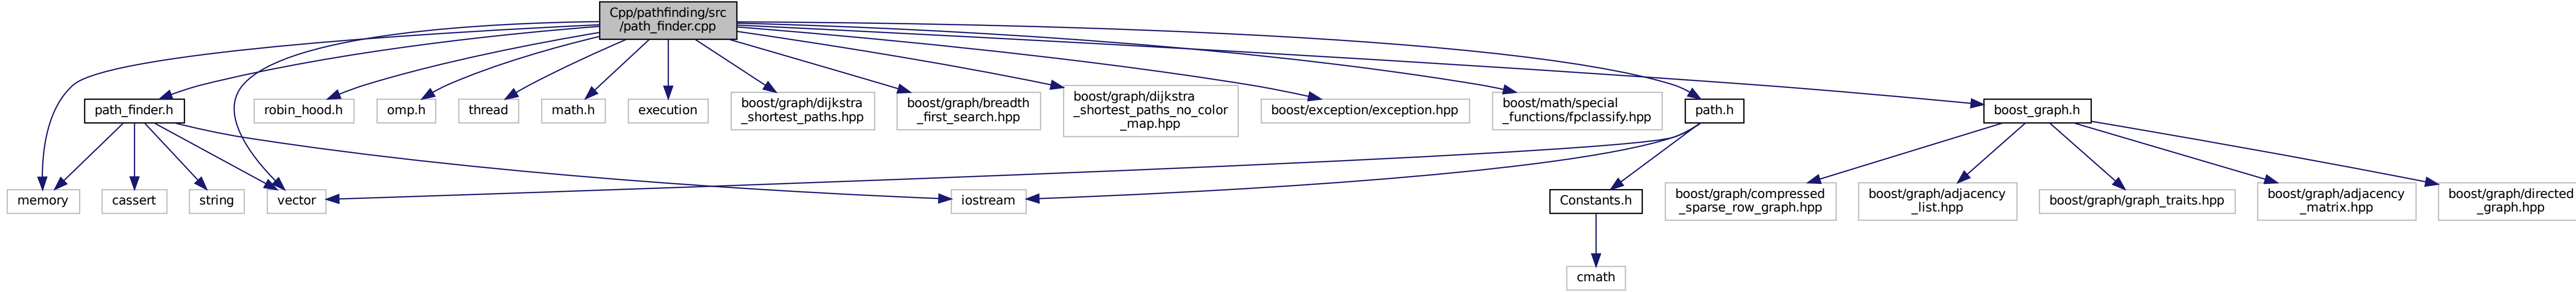 Cpp/pathfinding/src
/path_finder.cpp
path_finder.h
robin_hood.h
omp.h
thread
math.h
execution
boost/graph/dijkstra
_shortest_paths.hpp
boost/graph/breadth
_first_search.hpp
boost/graph/dijkstra
_shortest_paths_no_color
_map.hpp
boost/exception/exception.hpp
boost/math/special
_functions/fpclassify.hpp
path.h
boost_graph.h
memory
cassert
string
vector
iostream
Constants.h
boost/graph/compressed
_sparse_row_graph.hpp
boost/graph/adjacency
_list.hpp
boost/graph/graph_traits.hpp
boost/graph/adjacency
_matrix.hpp
boost/graph/directed
_graph.hpp
cmath